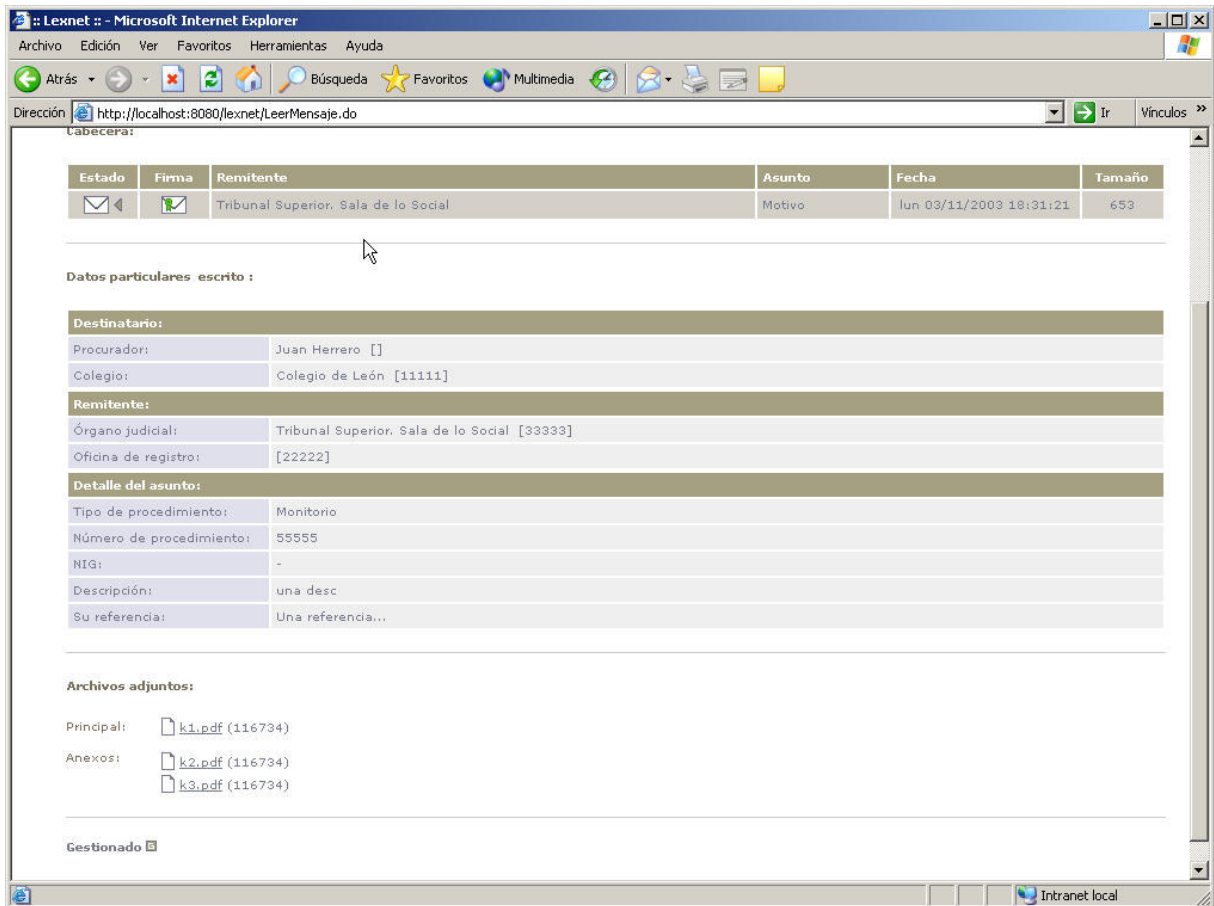 :: Lexnet :: - Microsoft Internet Explorer
Archivo Edición Ver Favoritos Herramientas Ayuda
Atrás Búsqueda Favoritos Multimedia
Dirección http://localhost:8080/lexnet/LeerMensaje.do Ir Vínculos »
Cabecera:
Estado Firma Remitente Asunto Fecha Tamaño
Tribunal Superior. Sala de lo Social Motivo lun 03/11/2003 18:31:21 653
Datos particulares escrito :
Destinatario:
Procurador: Juan Herrero []
Colegio: Colegio de León [11111]
Remitente:
Órgano judicial: Tribunal Superior. Sala de lo Social [33333]
Oficina de registro: [22222]
Detalle del asunto:
Tipo de procedimiento: Monitorio
Número de procedimiento: 55555
NIG: -
Descripción: una desc
Su referencia: Una referencia...
Archivos adjuntos:
Principal: k1.pdf (116734)
Anexos: k2.pdf (116734)
k3.pdf (116734)
Gestionado
Intranet local